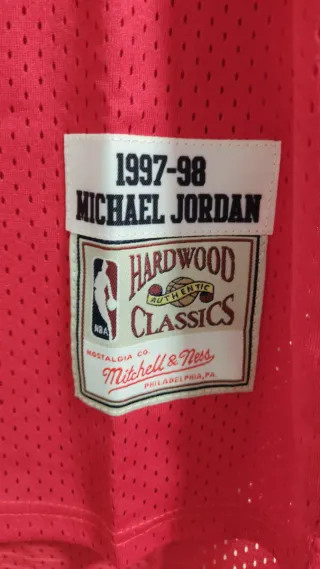 1997-98
MICHAEL JORDAN
HARDWOOD
AUTHENTIC
CLASSICS
NBA
NOSTALGIA CO.
Mitchell & Ness
PHILADELPHIA, PA.